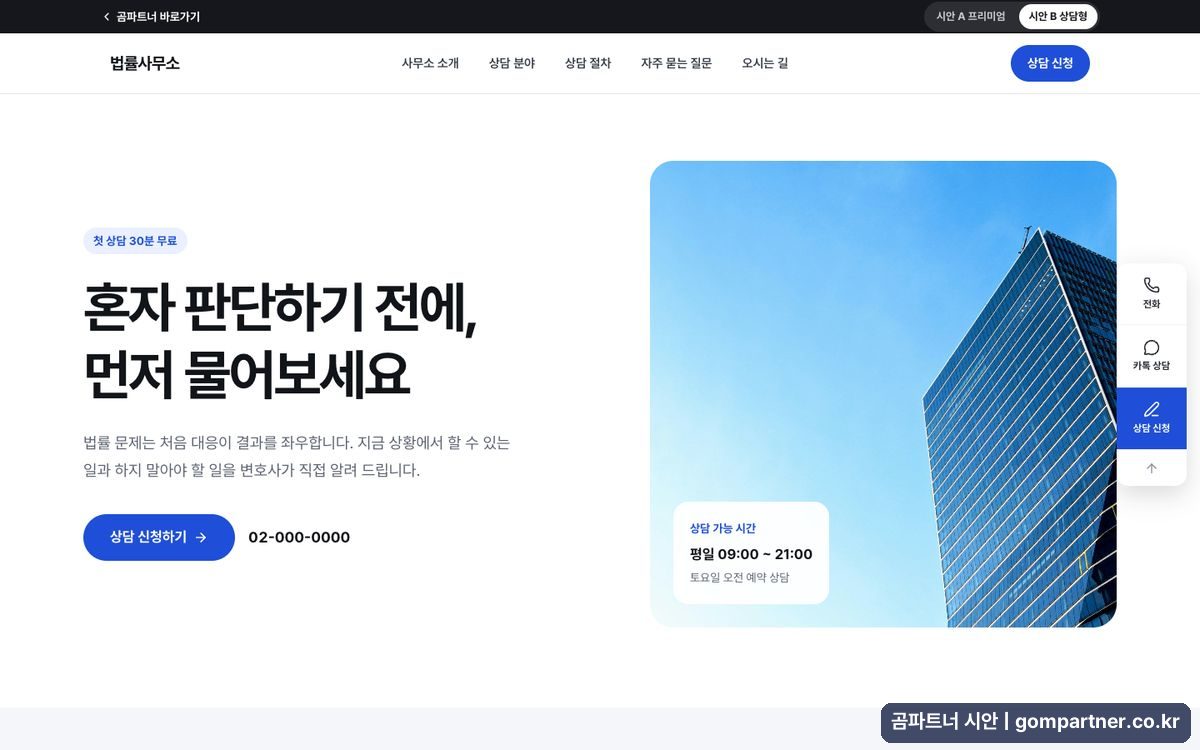 곰파트너 바로가기
시안 A 프리미엄
시안 B 상담형
법률사무소
사무소 소개
상담 분야
상담 절차
자주 묻는 질문
오시는 길
상담 신청
첫 상담 30분 무료
혼자 판단하기 전에,
먼저 물어보세요
법률 문제는 처음 대응이 결과를 좌우합니다. 지금 상황에서 할 수 있는
일과 하지 말아야 할 일을 변호사가 직접 알려 드립니다.
상담 신청하기
02-000-0000
상담 가능 시간
평일 09:00 ~ 21:00
토요일 오전 예약 상담
전화
카톡 상담
상담 신청
곰파트너 시안 | gompartner.co.kr